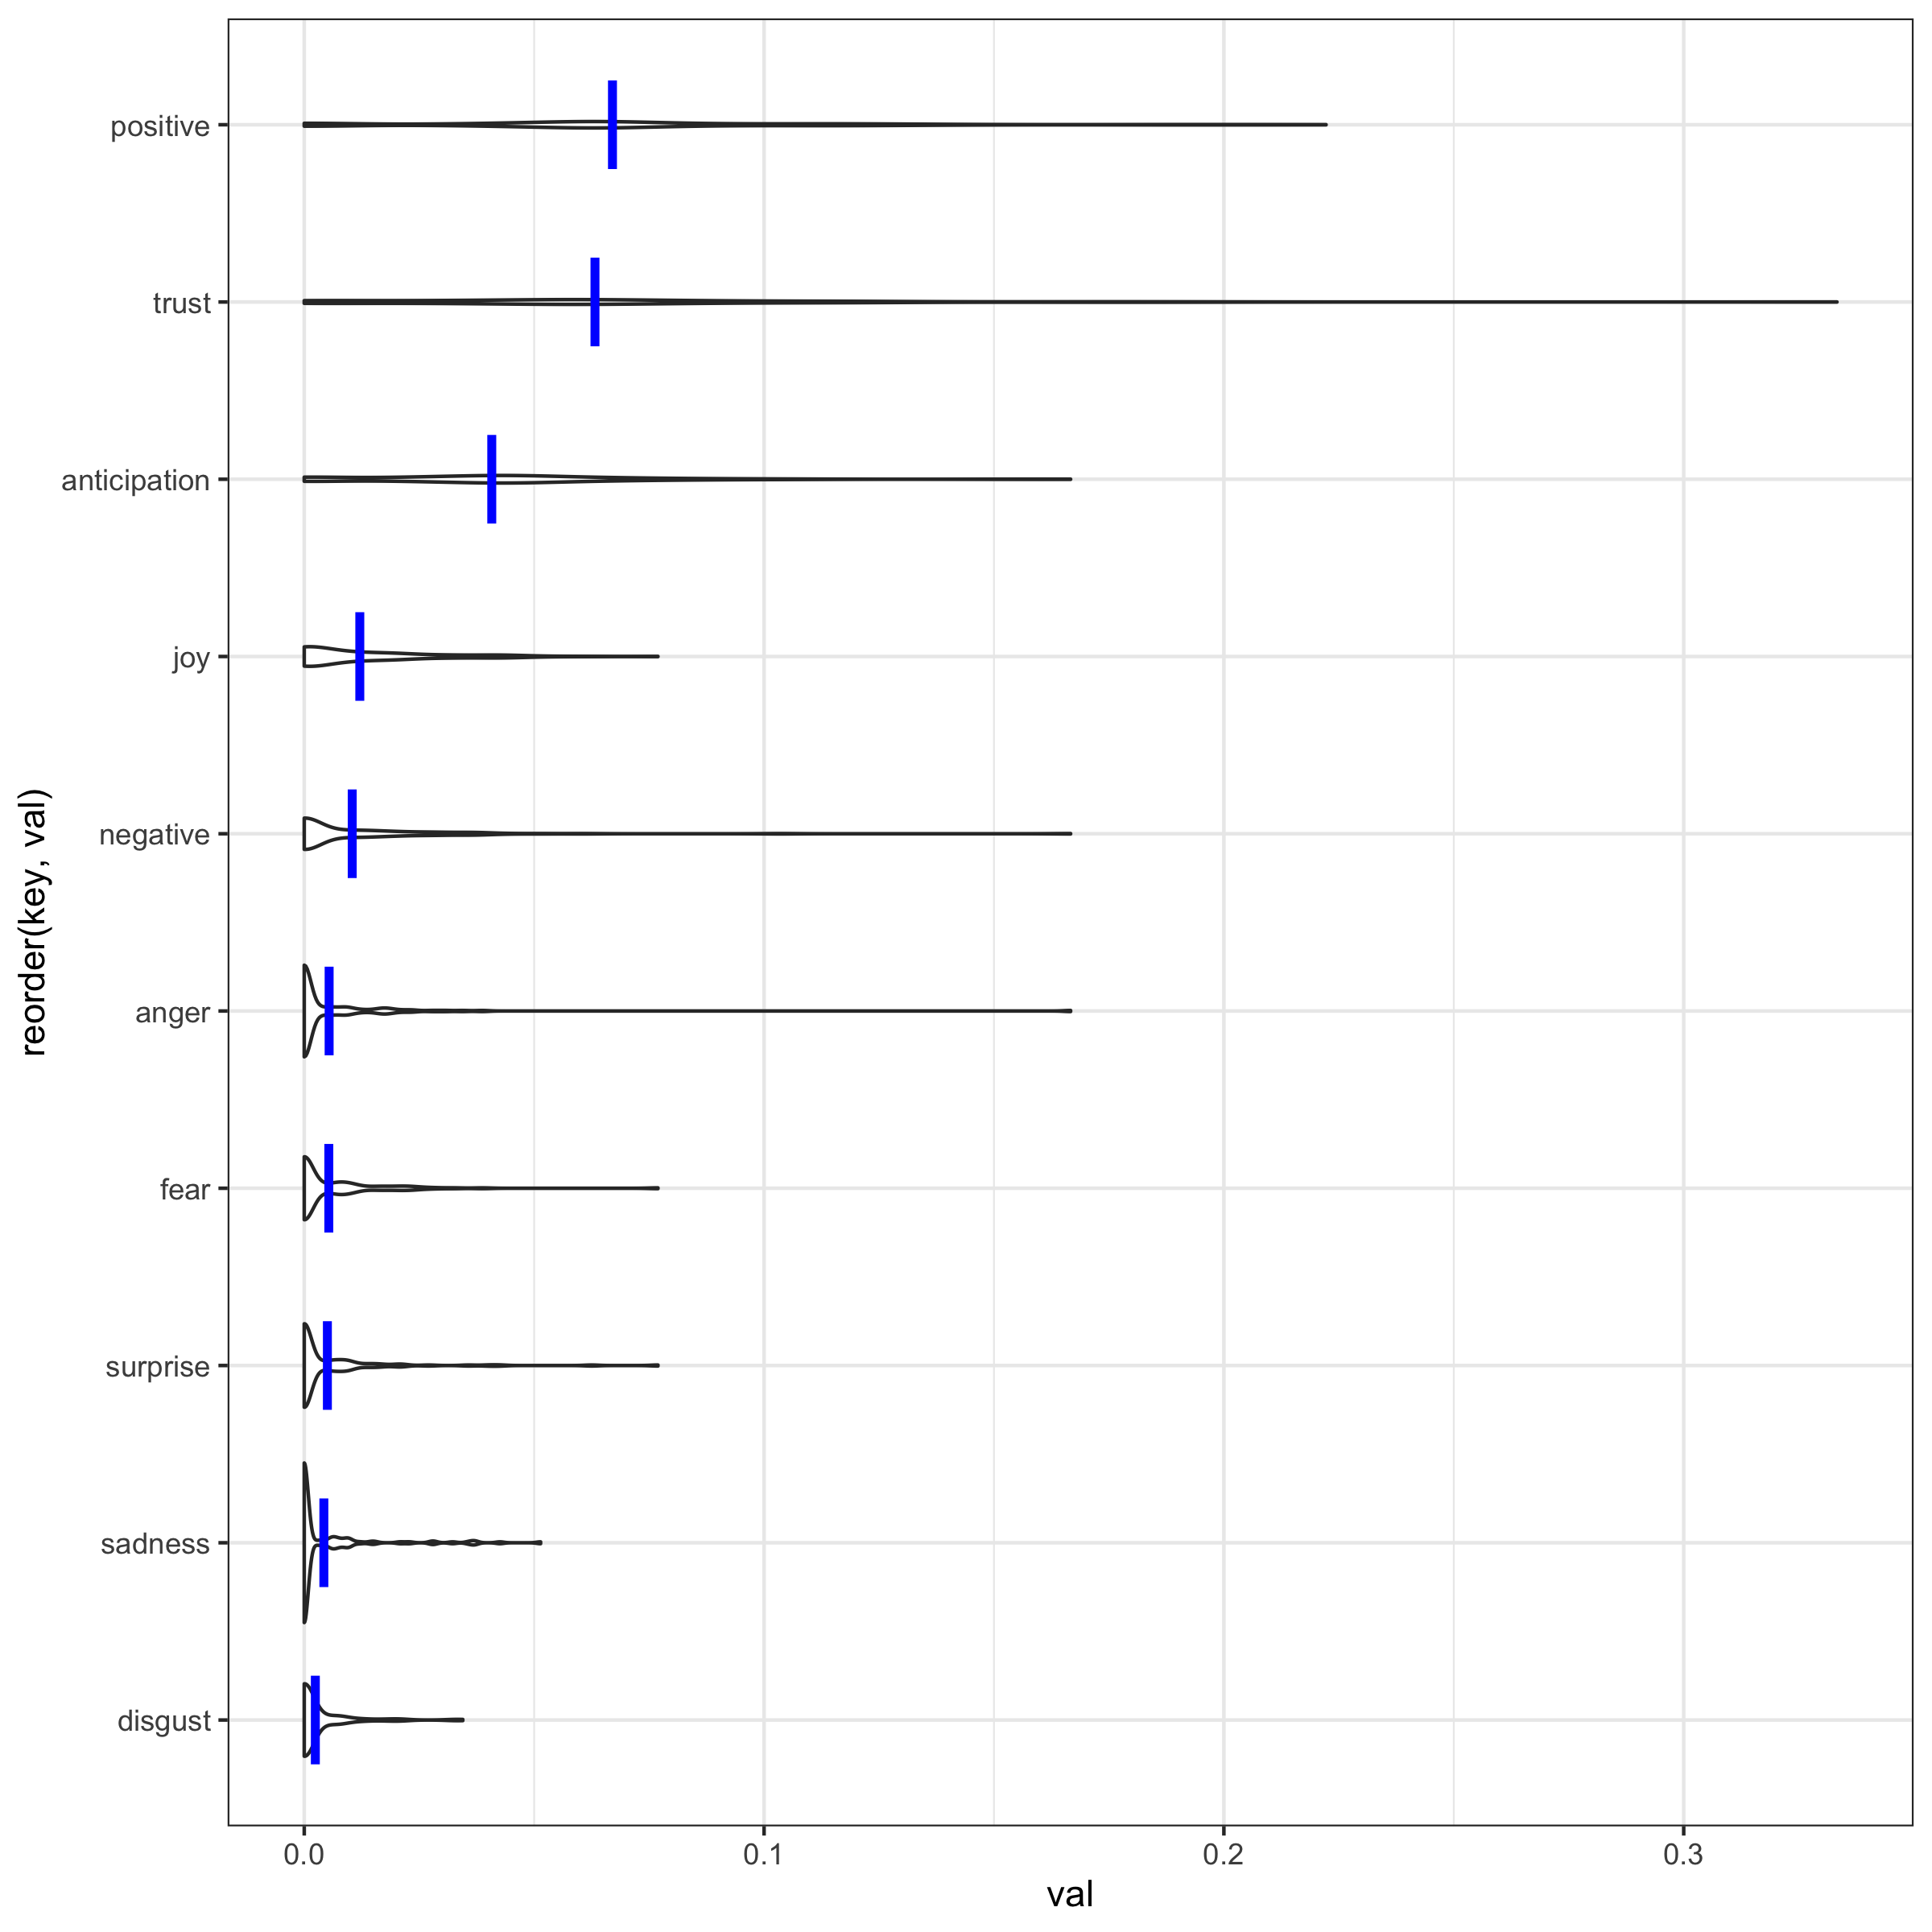 positive
trust
anticipation
joy
negative
anger
fear
surprise
sadness
disgust
reorder(key, val)
0.0 0.1 0.2 0.3
val